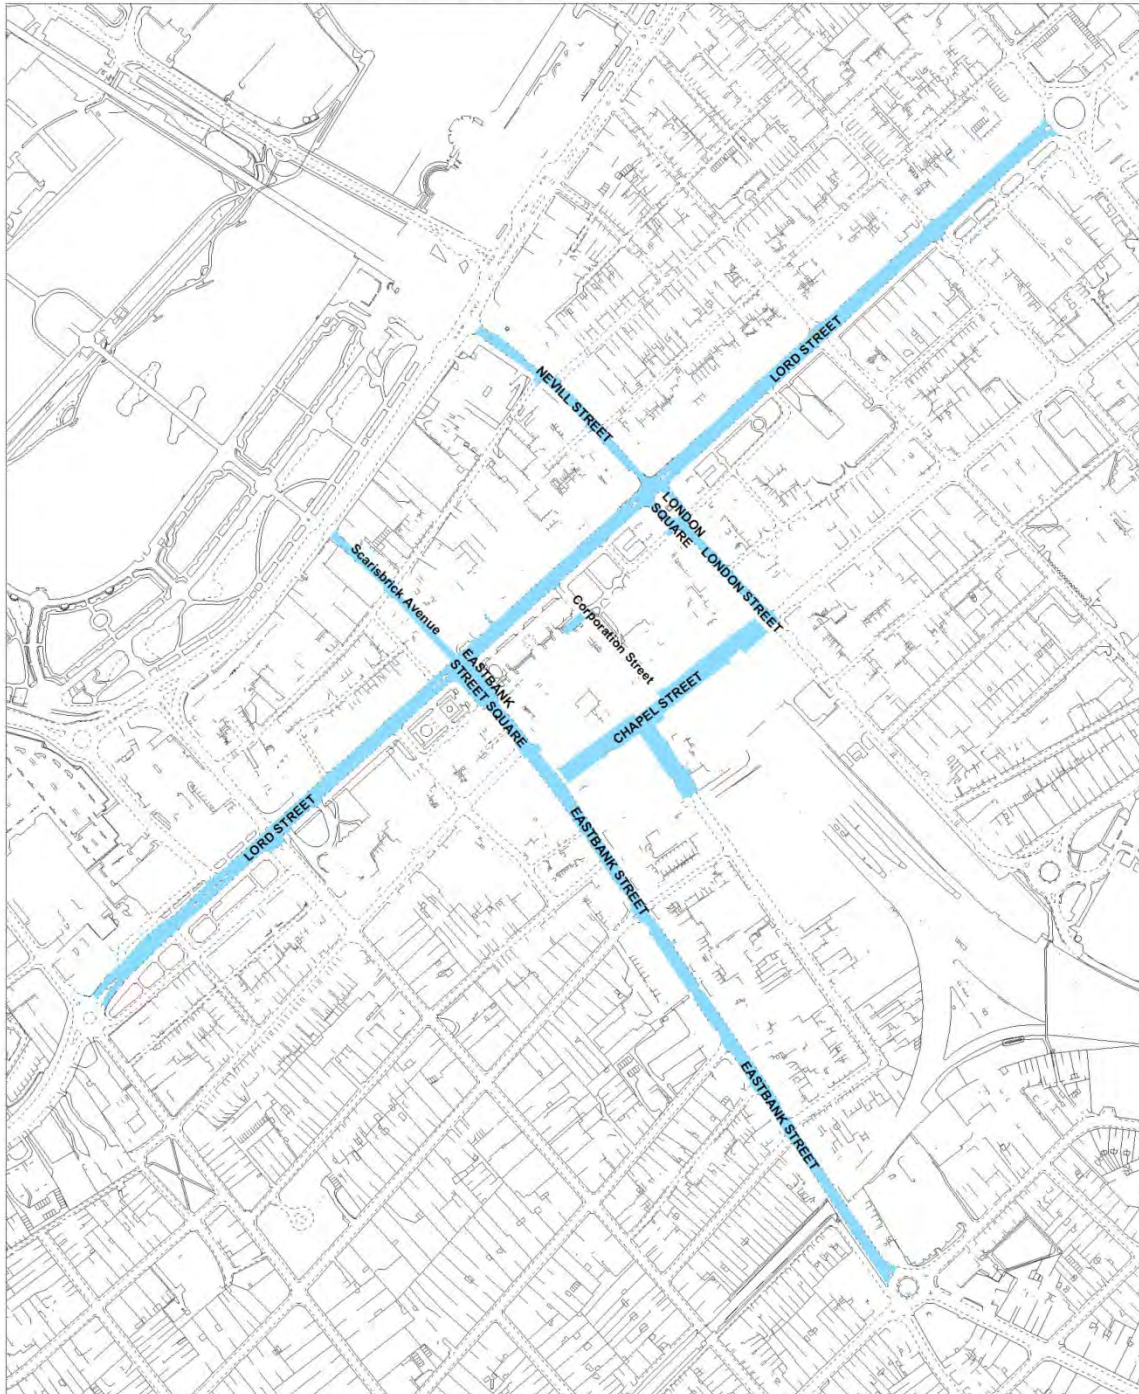 LORD STREET
NEVILL STREET
LONDON
SQUARE
LONDON STREET
Scarisbrick Avenue
Corporation Street
EASTBANK
STREET SQUARE
CHAPEL STREET
LORD STREET
EASTBANK STREET
EASTBANK STREET